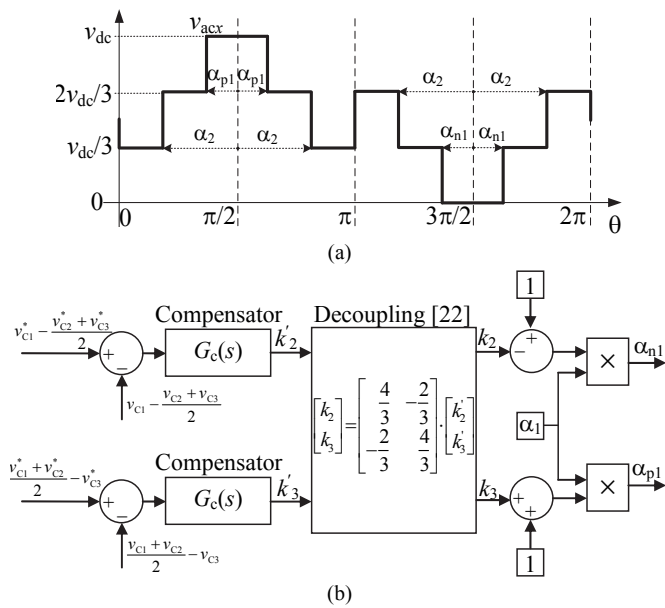 v_dc
v_acx
α_p1 α_p1
2v_dc/3
α_2 α_2
α_2 α_2
v_dc/3
α_n1 α_n1
0
0 π/2 π 3π/2 2π θ
(a)
1
Compensator Decoupling [22]
v*_C1 − (v*_C2 + v*_C3)/2
+ −
G_c(s)
k'_2
k_2
− +
×
α_n1
v_C1 − (v_C2 + v_C3)/2
[k_2 k_3] = [4/3 −2/3 −2/3 4/3] · [k'_2 k'_3]
α_1
Compensator
(v*_C1 + v*_C2)/2 − v*_C3
+ −
G_c(s)
k'_3
k_3
+ +
×
α_p1
(v_C1 + v_C2)/2 − v_C3
1
(b)